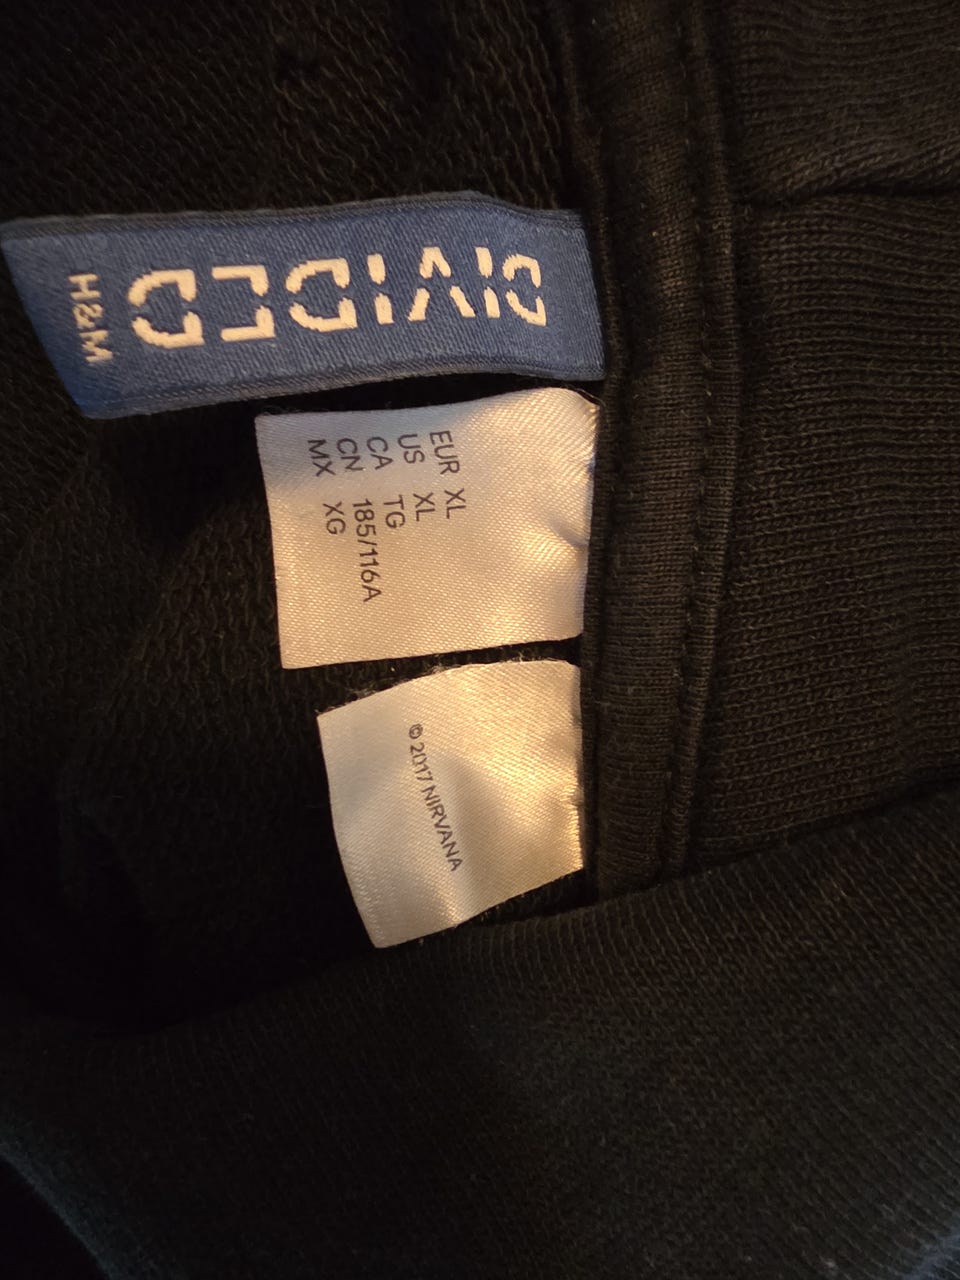 DIVIDED
H&M
EUR XL
US XL
CA TG
CN 185/116A
MX XG
© 2017 NIRVANA